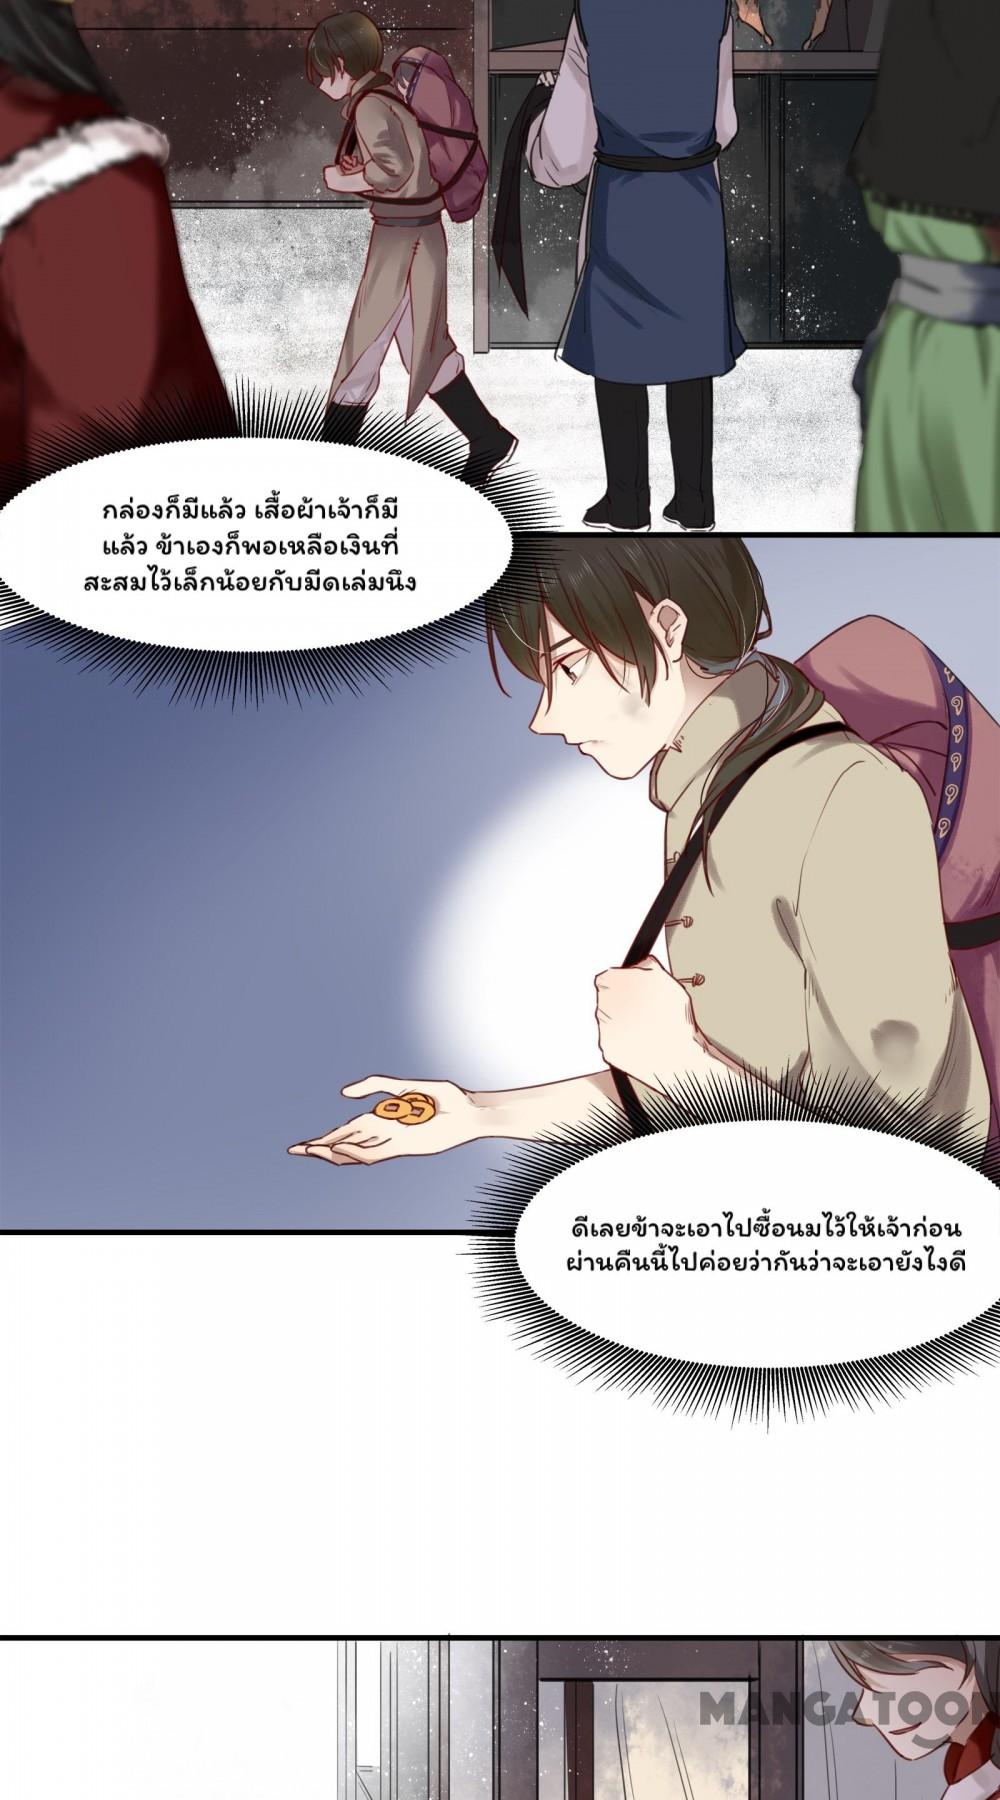 กล่องก็มีแล้ว เสื้อผ้าเจ้าก็มี
แล้ว ข้าเองก็พอเหลือเงินที่
สะสมไว้เล็กน้อยกับมีดเล่มนึง
ดีเลยข้าจะเอาไปซื้อนมไว้ให้เจ้าก่อน
ผ่านคืนนี้ไปค่อยว่ากันว่าจะเอายังไงดี
MANGATOON